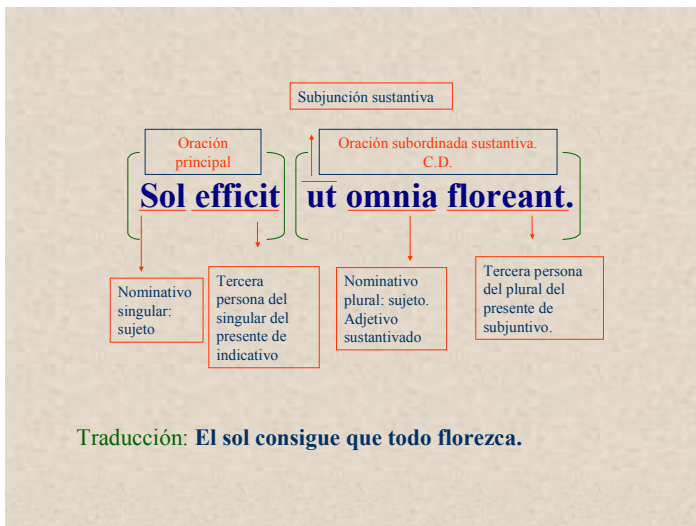 Subjunción sustantiva
Oración
principal
Oración subordinada sustantiva.
C.D.
Sol efficit ut omnia floreant.
Nominativo
singular:
sujeto
Tercera
persona del
singular del
presente de
indicativo
Nominativo
plural: sujeto.
Adjetivo
sustantivado
Tercera persona
del plural del
presente de
subjuntivo.
Traducción: El sol consigue que todo florezca.